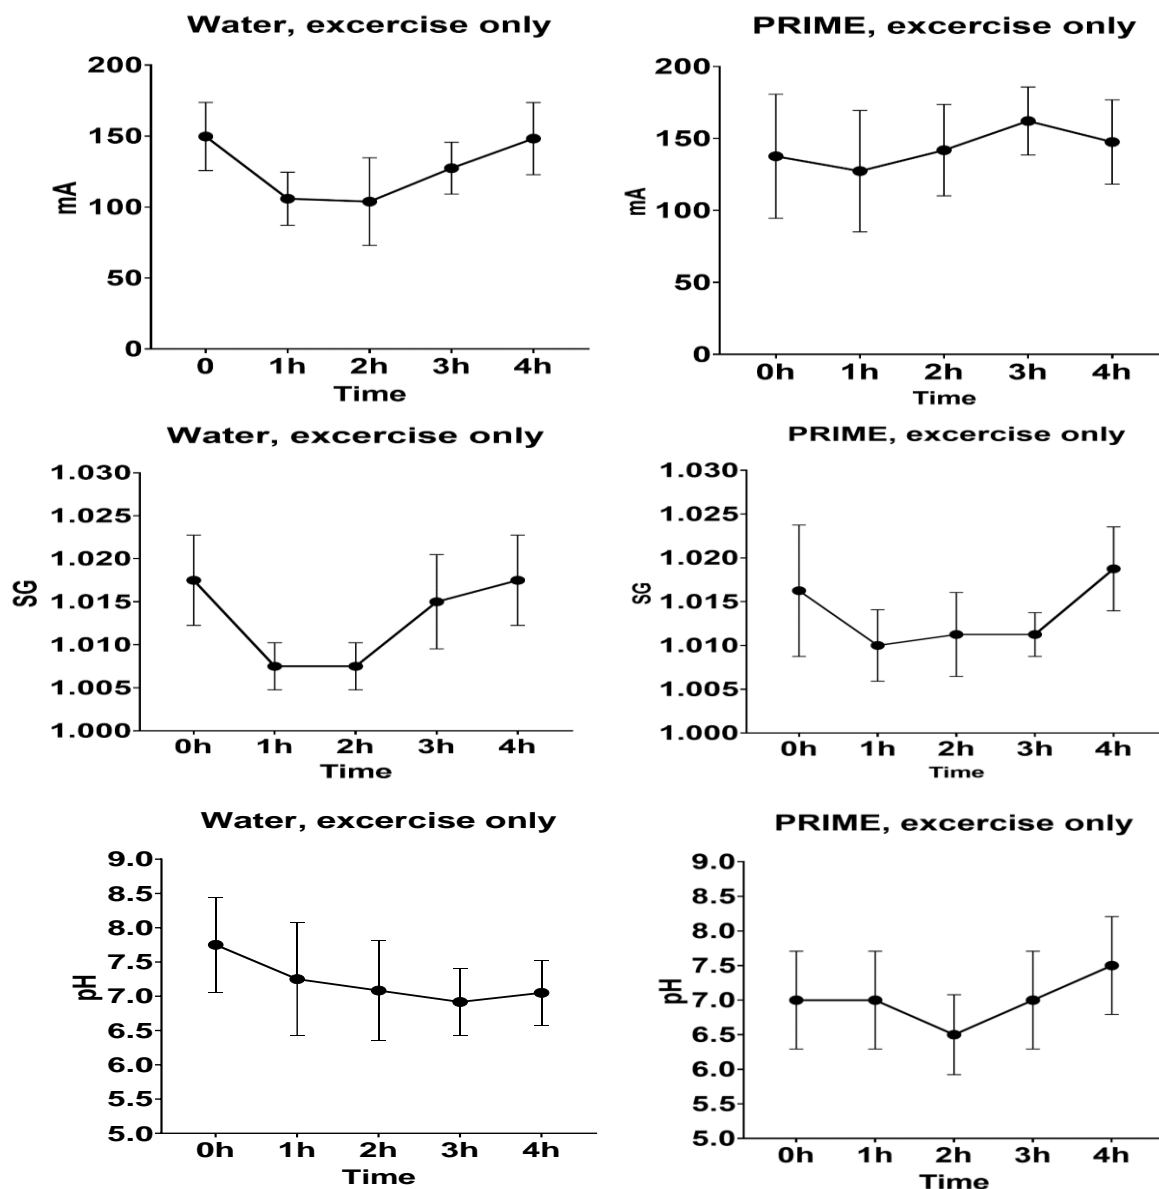 Water, excercise only
200
150
100
50
0
mA
0 1h 2h 3h 4h
Time
PRIME, excercise only
200
150
100
50
0
mA
0h 1h 2h 3h 4h
Time
Water, excercise only
1.030
1.025
1.020
1.015
1.010
1.005
1.000
SG
0h 1h 2h 3h 4h
Time
PRIME, excercise only
1.030
1.025
1.020
1.015
1.010
1.005
1.000
SG
0h 1h 2h 3h 4h
Time
Water, excercise only
9.0
8.5
8.0
7.5
7.0
6.5
6.0
5.5
5.0
pH
0h 1h 2h 3h 4h
Time
PRIME, excercise only
9.0
8.5
8.0
7.5
7.0
6.5
6.0
5.5
5.0
pH
0h 1h 2h 3h 4h
Time